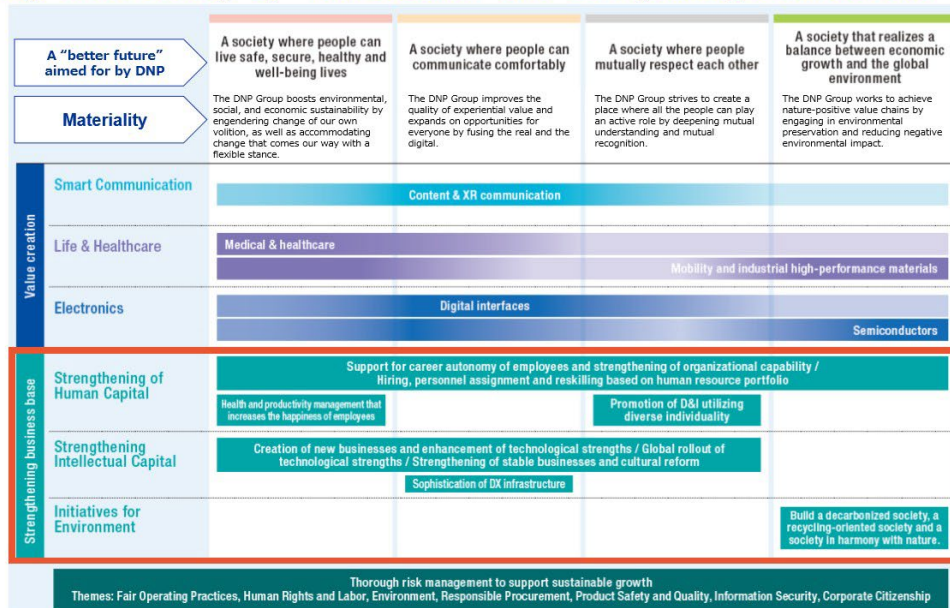 A "better future"
aimed for by DNP
A society where people can
live safe, secure, healthy and
well-being lives
A society where people can
communicate comfortably
A society where people
mutually respect each other
A society that realizes a
balance between economic
growth and the global
environment
Materiality
The DNP Group boosts environmental,
social, and economic sustainability by
engendering change of our own
volition, as well as accommodating
change that comes our way with a
flexible stance.
The DNP Group improves the
quality of experiential value and
expands on opportunities for
everyone by fusing the real and the
digital.
The DNP Group strives to create a
place where all the people can play
an active role by deepening mutual
understanding and mutual
recognition.
The DNP Group works to achieve
nature-positive value chains by
engaging in environmental
preservation and reducing negative
environmental impact.
Value creation
Smart Communication
Content & XR communication
Life & Healthcare
Medical & healthcare
Mobility and industrial high-performance materials
Electronics
Digital interfaces
Semiconductors
Strengthening business base
Strengthening of
Human Capital
Support for career autonomy of employees and strengthening of organizational capability /
Hiring, personnel assignment and reskilling based on human resource portfolio
Health and productivity management that
increases the happiness of employees
Promotion of D&I utilizing
diverse individuality
Strengthening
Intellectual Capital
Creation of new businesses and enhancement of technological strengths / Global rollout of
technological strengths / Strengthening of stable businesses and cultural reform
Sophistication of DX infrastructure
Initiatives for
Environment
Build a decarbonized society, a
recycling-oriented society and a
society in harmony with nature.
Thorough risk management to support sustainable growth
Themes: Fair Operating Practices, Human Rights and Labor, Environment, Responsible Procurement, Product Safety and Quality, Information Security, Corporate Citizenship